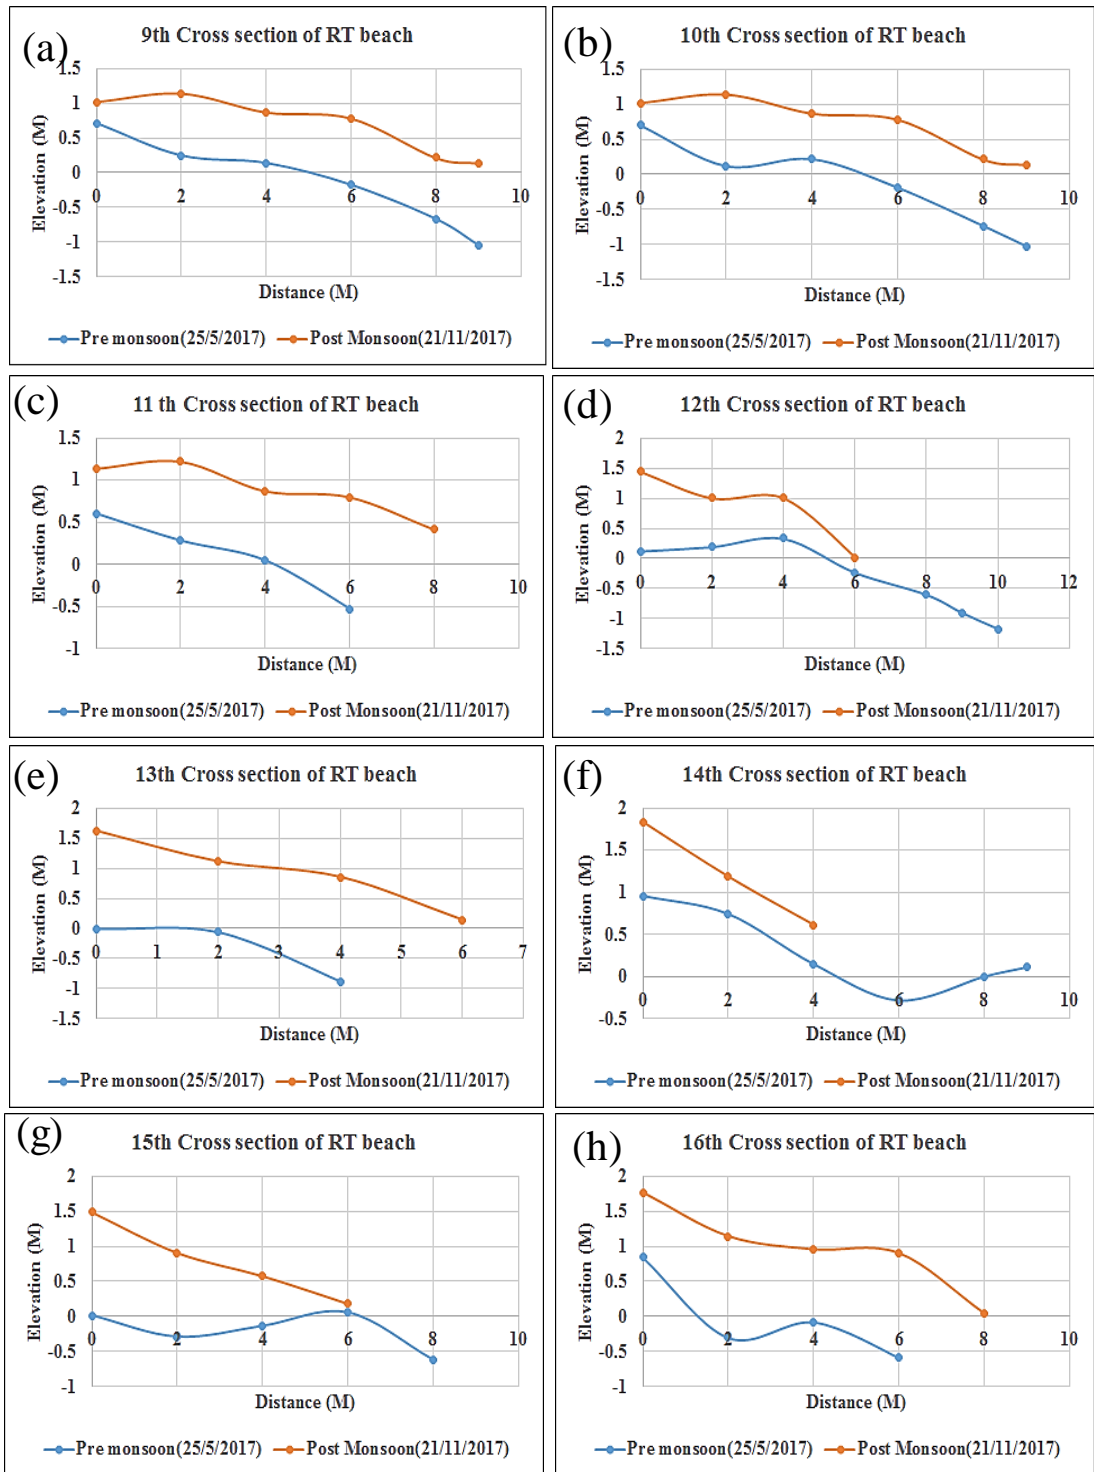 (a)
9th Cross section of RT beach
1.5
1
0.5
0
-0.5
-1
-1.5
0 2 4 6 8 10
Elevation (M)
Distance (M)
Pre monsoon(25/5/2017) Post Monsoon(21/11/2017)
(b)
10th Cross section of RT beach
1.5
1
0.5
0
-0.5
-1
-1.5
0 2 4 6 8 10
Elevation (M)
Distance (M)
Pre monsoon(25/5/2017) Post Monsoon(21/11/2017)
(c)
11 th Cross section of RT beach
1.5
1
0.5
0
-0.5
-1
0 2 4 6 8 10
Elevation (M)
Distance (M)
Pre monsoon(25/5/2017) Post Monsoon(21/11/2017)
(d)
12th Cross section of RT beach
2
1.5
1
0.5
0
-0.5
-1
-1.5
0 2 4 6 8 10 12
Elevation (M)
Distance (M)
Pre monsoon(25/5/2017) Post Monsoon(21/11/2017)
(e)
13th Cross section of RT beach
2
1.5
1
0.5
0
-0.5
-1
-1.5
0 1 2 3 4 5 6 7
Elevation (M)
Distance (M)
Pre monsoon(25/5/2017) Post Monsoon(21/11/2017)
(f)
14th Cross section of RT beach
2
1.5
1
0.5
0
-0.5
0 2 4 6 8 10
Elevation (M)
Distance (M)
Pre monsoon(25/5/2017) Post Monsoon(21/11/2017)
(g)
15th Cross section of RT beach
2
1.5
1
0.5
0
-0.5
-1
0 2 4 6 8 10
Elevation (M)
Distance (M)
Pre monsoon(25/5/2017) Post Monsoon(21/11/2017)
(h)
16th Cross section of RT beach
2
1.5
1
0.5
0
-0.5
-1
0 2 4 6 8 10
Elevation (M)
Distance (M)
Pre monsoon(25/5/2017) Post Monsoon(21/11/2017)